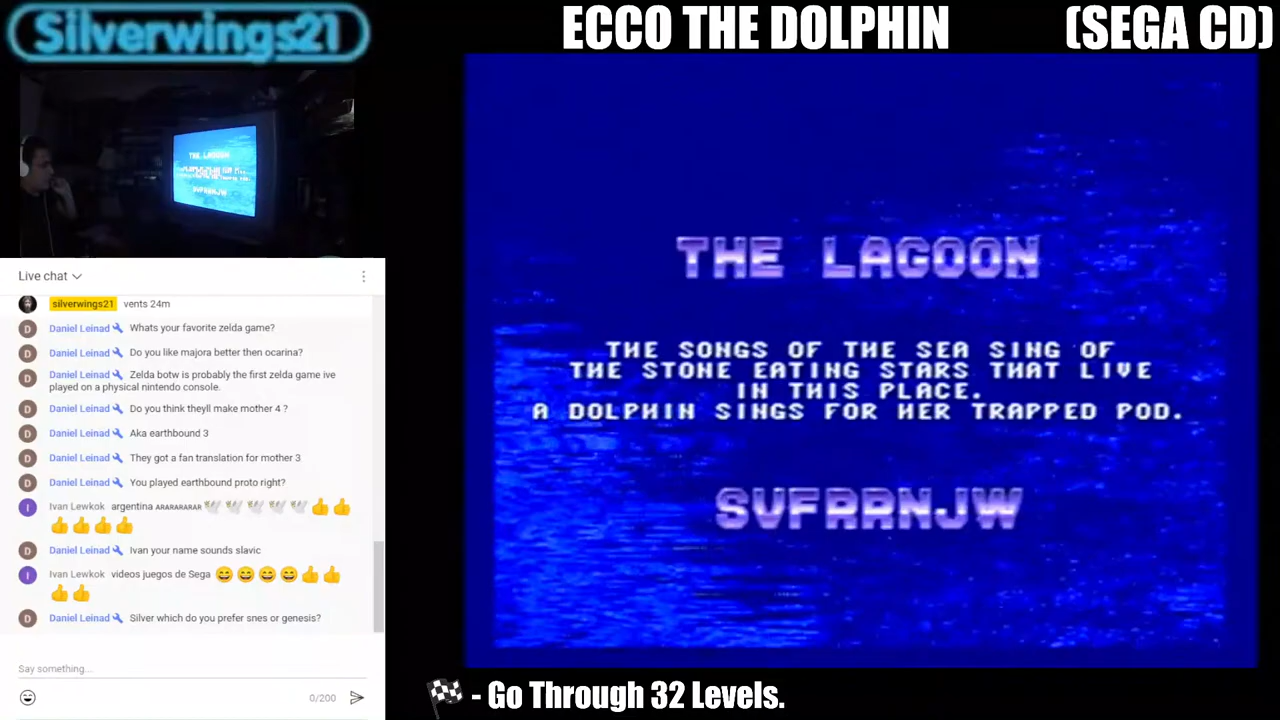 Silverwings21
ECCO THE DOLPHIN (SEGA CD)
THE LAGOON
SVFRRNJW
Live chat
silverwings21 vents 24m
Daniel Leinad Whats your favorite zelda game?
Daniel Leinad Do you like majora better then ocarina?
Daniel Leinad Zelda botw is probably the first zelda game ive
played on a physical nintendo console.
Daniel Leinad Do you think theyll make mother 4 ?
Daniel Leinad Aka earthbound 3
Daniel Leinad They got a fan translation for mother 3
Daniel Leinad You played earthbound proto right?
Ivan Lewkok argentina ᴀʀᴀʀᴀʀᴀʀᴀʀ 🕊🕊🕊🕊🕊👍👍
👍👍👍👍
Daniel Leinad Ivan your name sounds slavic
Ivan Lewkok videos juegos de Sega 😄😄😄😄👍👍
👍👍
Daniel Leinad Silver which do you prefer snes or genesis?
Say something...
0/200
THE LAGOON
THE SONGS OF THE SEA SING OF
THE STONE EATING STARS THAT LIVE
IN THIS PLACE.
A DOLPHIN SINGS FOR HER TRAPPED POD.
SVFRRNJW
🏁 - Go Through 32 Levels.